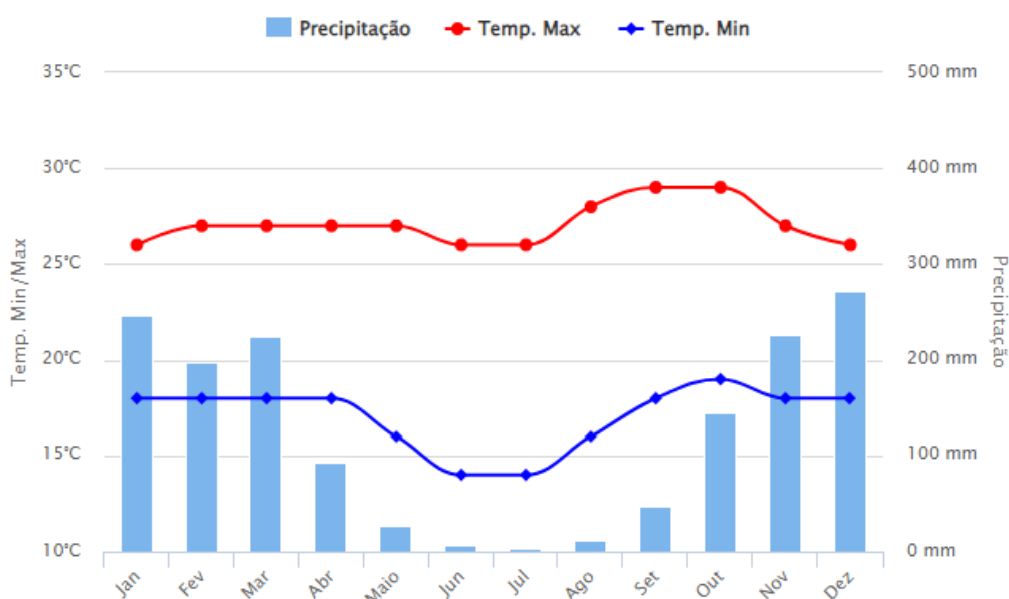 Precipitação Temp. Max Temp. Min
35°C 500 mm
30°C 400 mm
25°C 300 mm
20°C 200 mm
15°C 100 mm
10°C 0 mm
Temp. Min/Max
Precipitação
Jan Fev Mar Abr Maio Jun Jul Ago Set Out Nov Dez